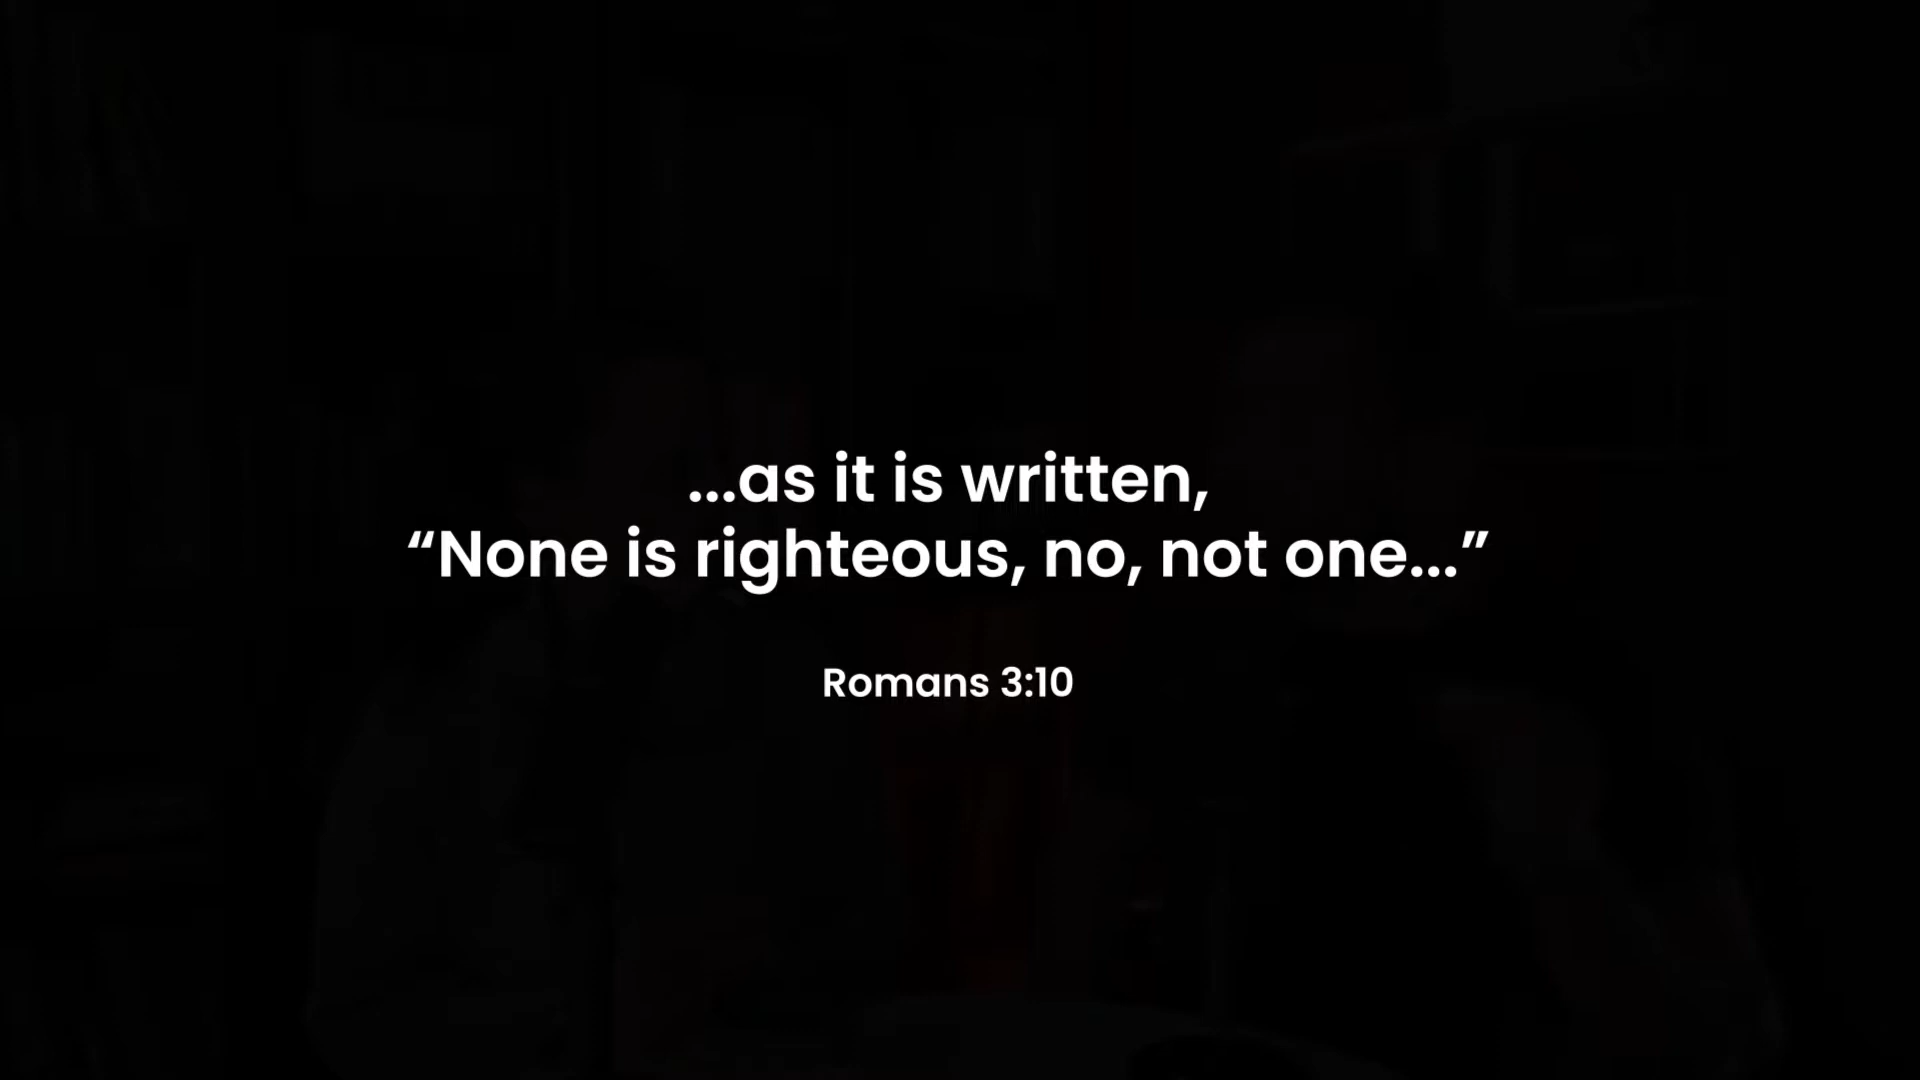 ...as it is written,
“None is righteous, no, not one...”
Romans 3:10